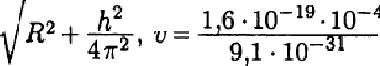 √(R² + h²/4π²), υ = 1,6·10⁻¹⁹·10⁻⁴/9,1·10⁻³¹